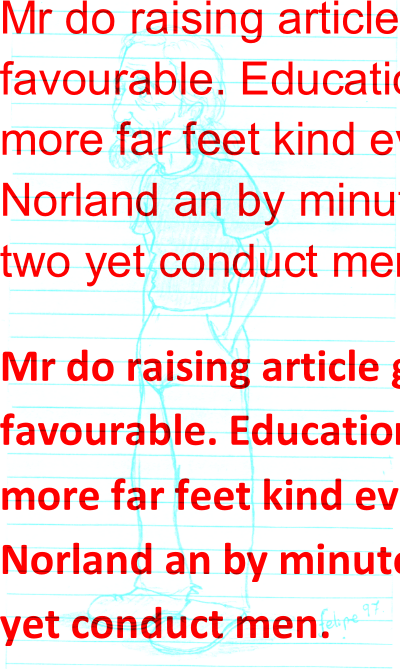 Mr do raising article
favourable. Educatio
more far feet kind ev
Norland an by minut
two yet conduct men
Mr do raising article g
favourable. Education
more far feet kind ev
Norland an by minute
yet conduct men.
felipe 97